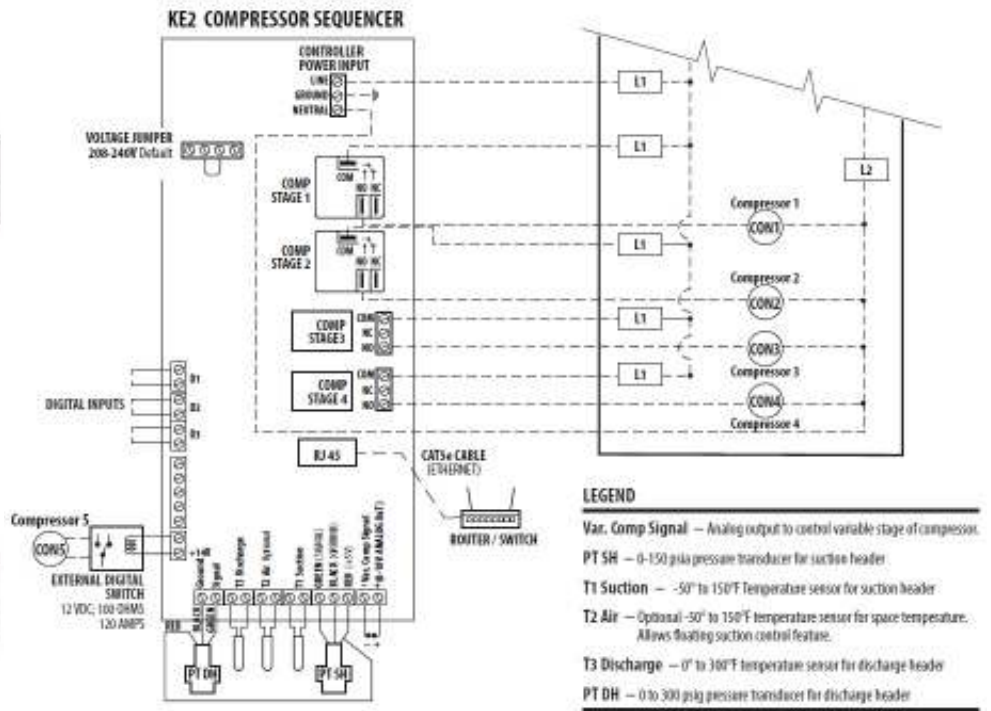 KE2 COMPRESSOR SEQUENCER
CONTROLLER
POWER INPUT
LINE
GROUND
NEUTRAL
VOLTAGE JUMPER
208-240V Default
COMP
STAGE 1
COM
NO NC
COMP
STAGE 2
COM
NO NC
COMP
STAGE3
COM
NC
NO
COMP
STAGE 4
COM
NC
NO
L1
L1
L1
L1
L1
L2
Compressor 1
CON1
Compressor 2
CON2
CON3
Compressor 3
CON4
Compressor 4
DIGITAL INPUTS
D1
D2
D3
RJ 45
CAT5e CABLE
(ETHERNET)
ROUTER / SWITCH
Compressor 5
CON5
EXTERNAL DIGITAL
SWITCH
12 VDC; 100 OHMS
120 AMPS
Ground
Signal
T3 Discharge
T2 Air Optional
T1 Suction
GREEN (SIGNAL)
BLACK (GROUND)
RED (+5V)
Var. Comp Signal
RED
BLACK
GREEN
PT DH
PT SH
LEGEND
Var. Comp Signal — Analog output to control variable stage of compressor.
PT SH — 0-150 psia pressure transducer for suction header
T1 Suction — -50° to 150°F Temperature sensor for suction header
T2 Air — Optional -50° to 150°F temperature sensor for space temperature.
Allows floating suction control feature.
T3 Discharge — 0° to 300°F temperature sensor for discharge header
PT DH — 0 to 300 psig pressure transducer for discharge header